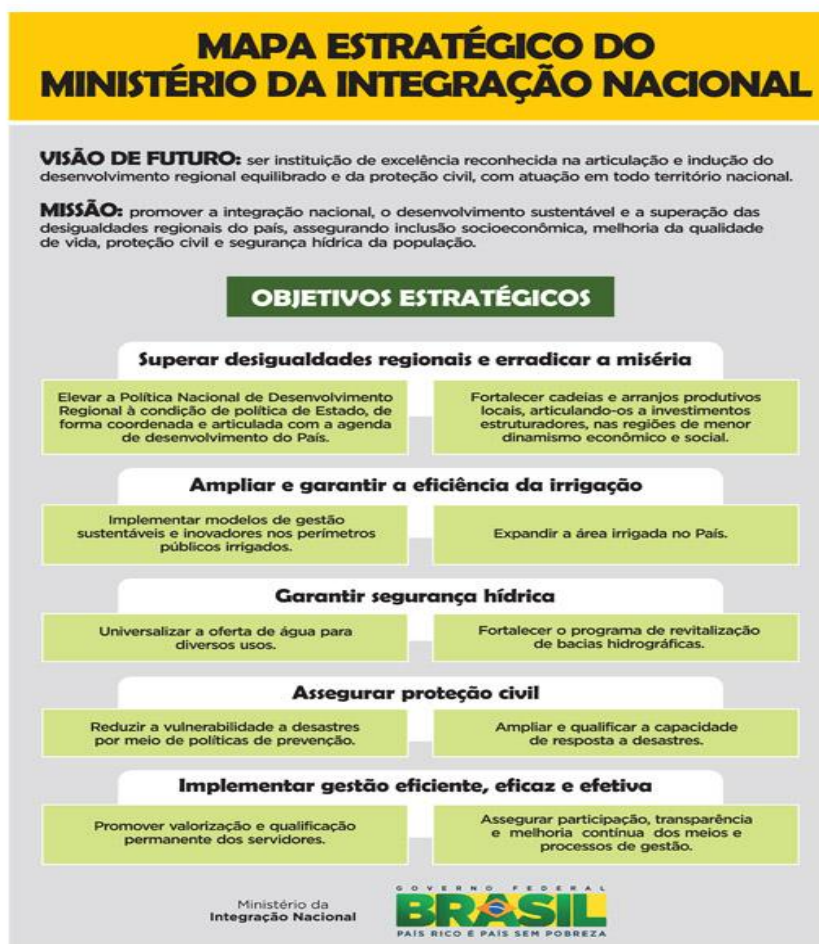 MAPA ESTRATÉGICO DO
MINISTÉRIO DA INTEGRAÇÃO NACIONAL
VISÃO DE FUTURO: ser instituição de excelência reconhecida na articulação e indução do
desenvolvimento regional equilibrado e da proteção civil, com atuação em todo território nacional.
MISSÃO: promover a integração nacional, o desenvolvimento sustentável e a superação das
desigualdades regionais do país, assegurando inclusão socioeconômica, melhoria da qualidade
de vida, proteção civil e segurança hídrica da população.
OBJETIVOS ESTRATÉGICOS
Superar desigualdades regionais e erradicar a miséria
Elevar a Política Nacional de Desenvolvimento
Regional à condição de política de Estado, de
forma coordenada e articulada com a agenda
de desenvolvimento do País.
Fortalecer cadeias e arranjos produtivos
locais, articulando-os a investimentos
estruturadores, nas regiões de menor
dinamismo econômico e social.
Ampliar e garantir a eficiência da irrigação
Implementar modelos de gestão
sustentáveis e inovadores nos perímetros
públicos irrigados.
Expandir a área irrigada no País.
Garantir segurança hídrica
Universalizar a oferta de água para
diversos usos.
Fortalecer o programa de revitalização
de bacias hidrográficas.
Assegurar proteção civil
Reduzir a vulnerabilidade a desastres
por meio de políticas de prevenção.
Ampliar e qualificar a capacidade
de resposta a desastres.
Implementar gestão eficiente, eficaz e efetiva
Promover valorização e qualificação
permanente dos servidores.
Assegurar participação, transparência
e melhoria contínua dos meios e
processos de gestão.
Ministério da
Integração Nacional
GOVERNO FEDERAL
BRASIL
PAÍS RICO É PAÍS SEM POBREZA